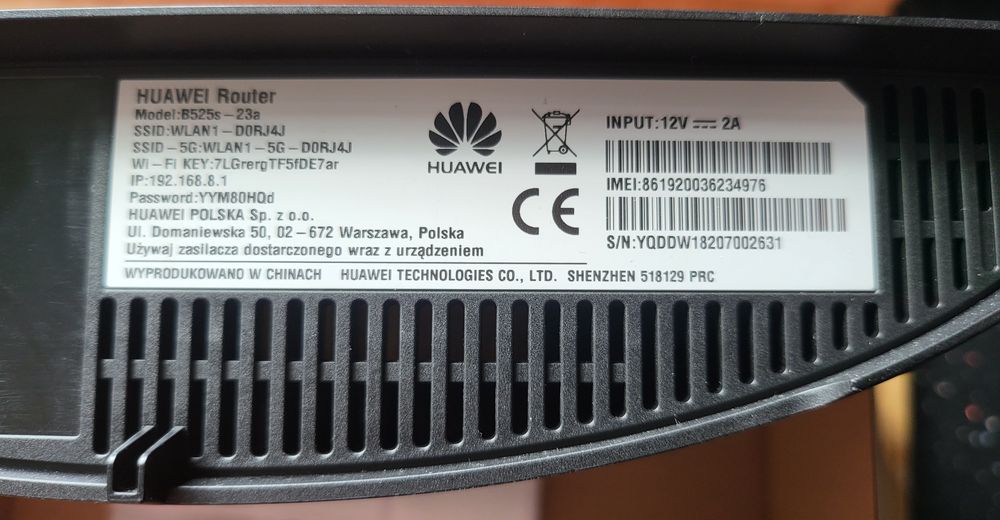 HUAWEI Router
Model:B525s-23a
SSID:WLAN1-D0RJ4J
SSID-5G:WLAN1-5G-D0RJ4J
Wi-Fi KEY:7LGrergTF5fDE7ar
IP:192.168.8.1
Password:YYM80HQd
HUAWEI POLSKA Sp. z o.o.
Ul. Domaniewska 50, 02-672 Warszawa, Polska
Używaj zasilacza dostarczonego wraz z urządzeniem
HUAWEI
CE
INPUT:12V ⎓ 2A
IMEI:861920036234976
S/N:YQDDW18207002631
WYPRODUKOWANO W CHINACH HUAWEI TECHNOLOGIES CO., LTD. SHENZHEN 518129 PRC